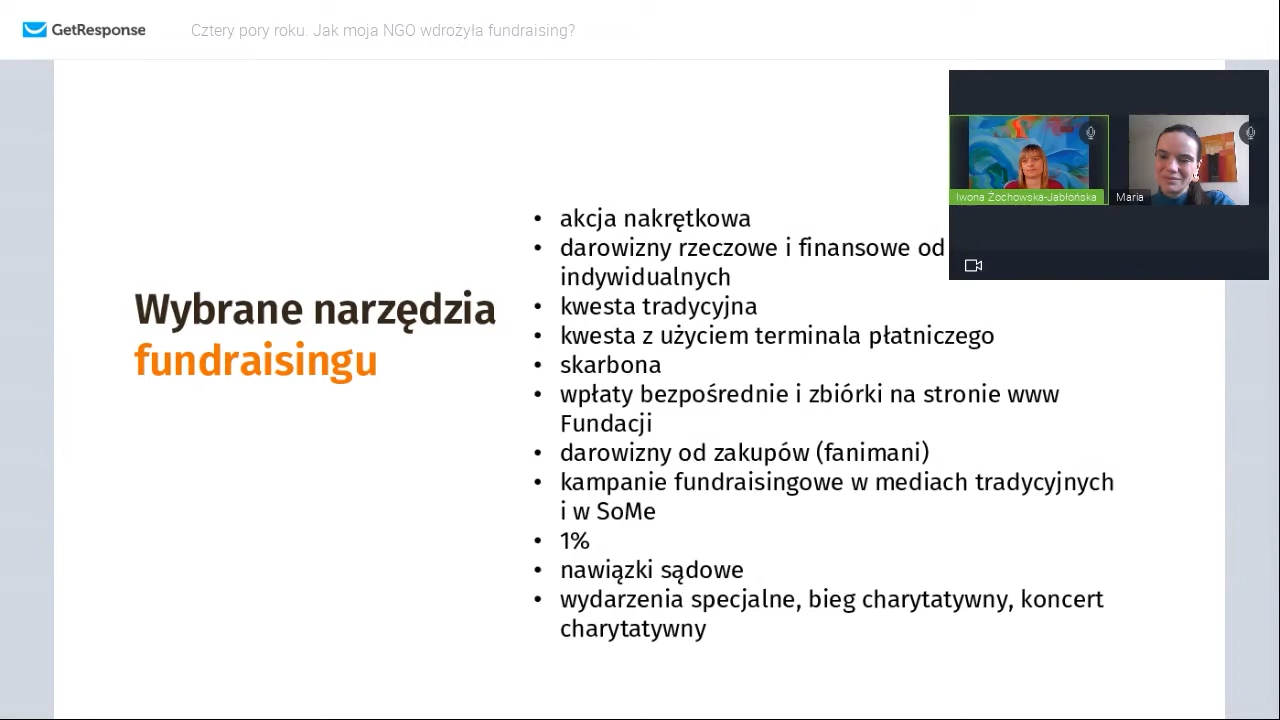 GetResponse
Cztery pory roku. Jak moja NGO wdrożyła fundraising?
Iwona Żochowska-Jabłońska
Maria
Wybrane narzędzia
fundraisingu
• akcja nakrętkowa
• darowizny rzeczowe i finansowe od
indywidualnych
• kwesta tradycyjna
• kwesta z użyciem terminala płatniczego
• skarbona
• wpłaty bezpośrednie i zbiórki na stronie www
Fundacji
• darowizny od zakupów (fanimani)
• kampanie fundraisingowe w mediach tradycyjnych
i w SoMe
• 1%
• nawiązki sądowe
• wydarzenia specjalne, bieg charytatywny, koncert
charytatywny